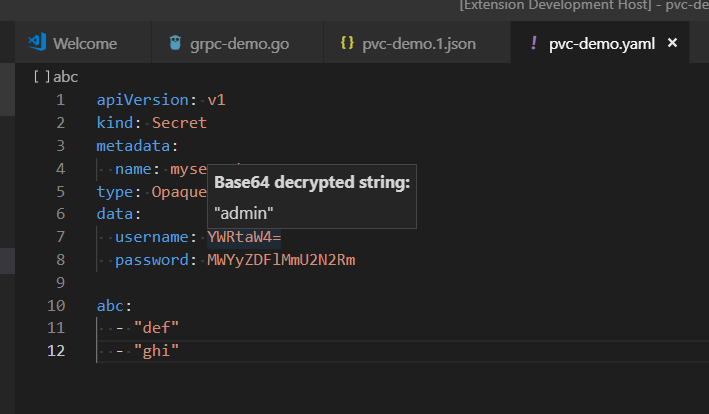 [Extension Development Host] - pvc-de
Welcome grpc-demo.go {} pvc-demo.1.json ! pvc-demo.yaml ×
[ ]abc
1 apiVersion: v1
2 kind: Secret
3 metadata:
4 name:
Base64 decrypted string:
5 type: Opaque
"admin"
6 data:
7 username: YWRtaW4=
8 password: MWYyZDFlMmU2N2Rm
9
10 abc:
11 - "def"
12 - "ghi"